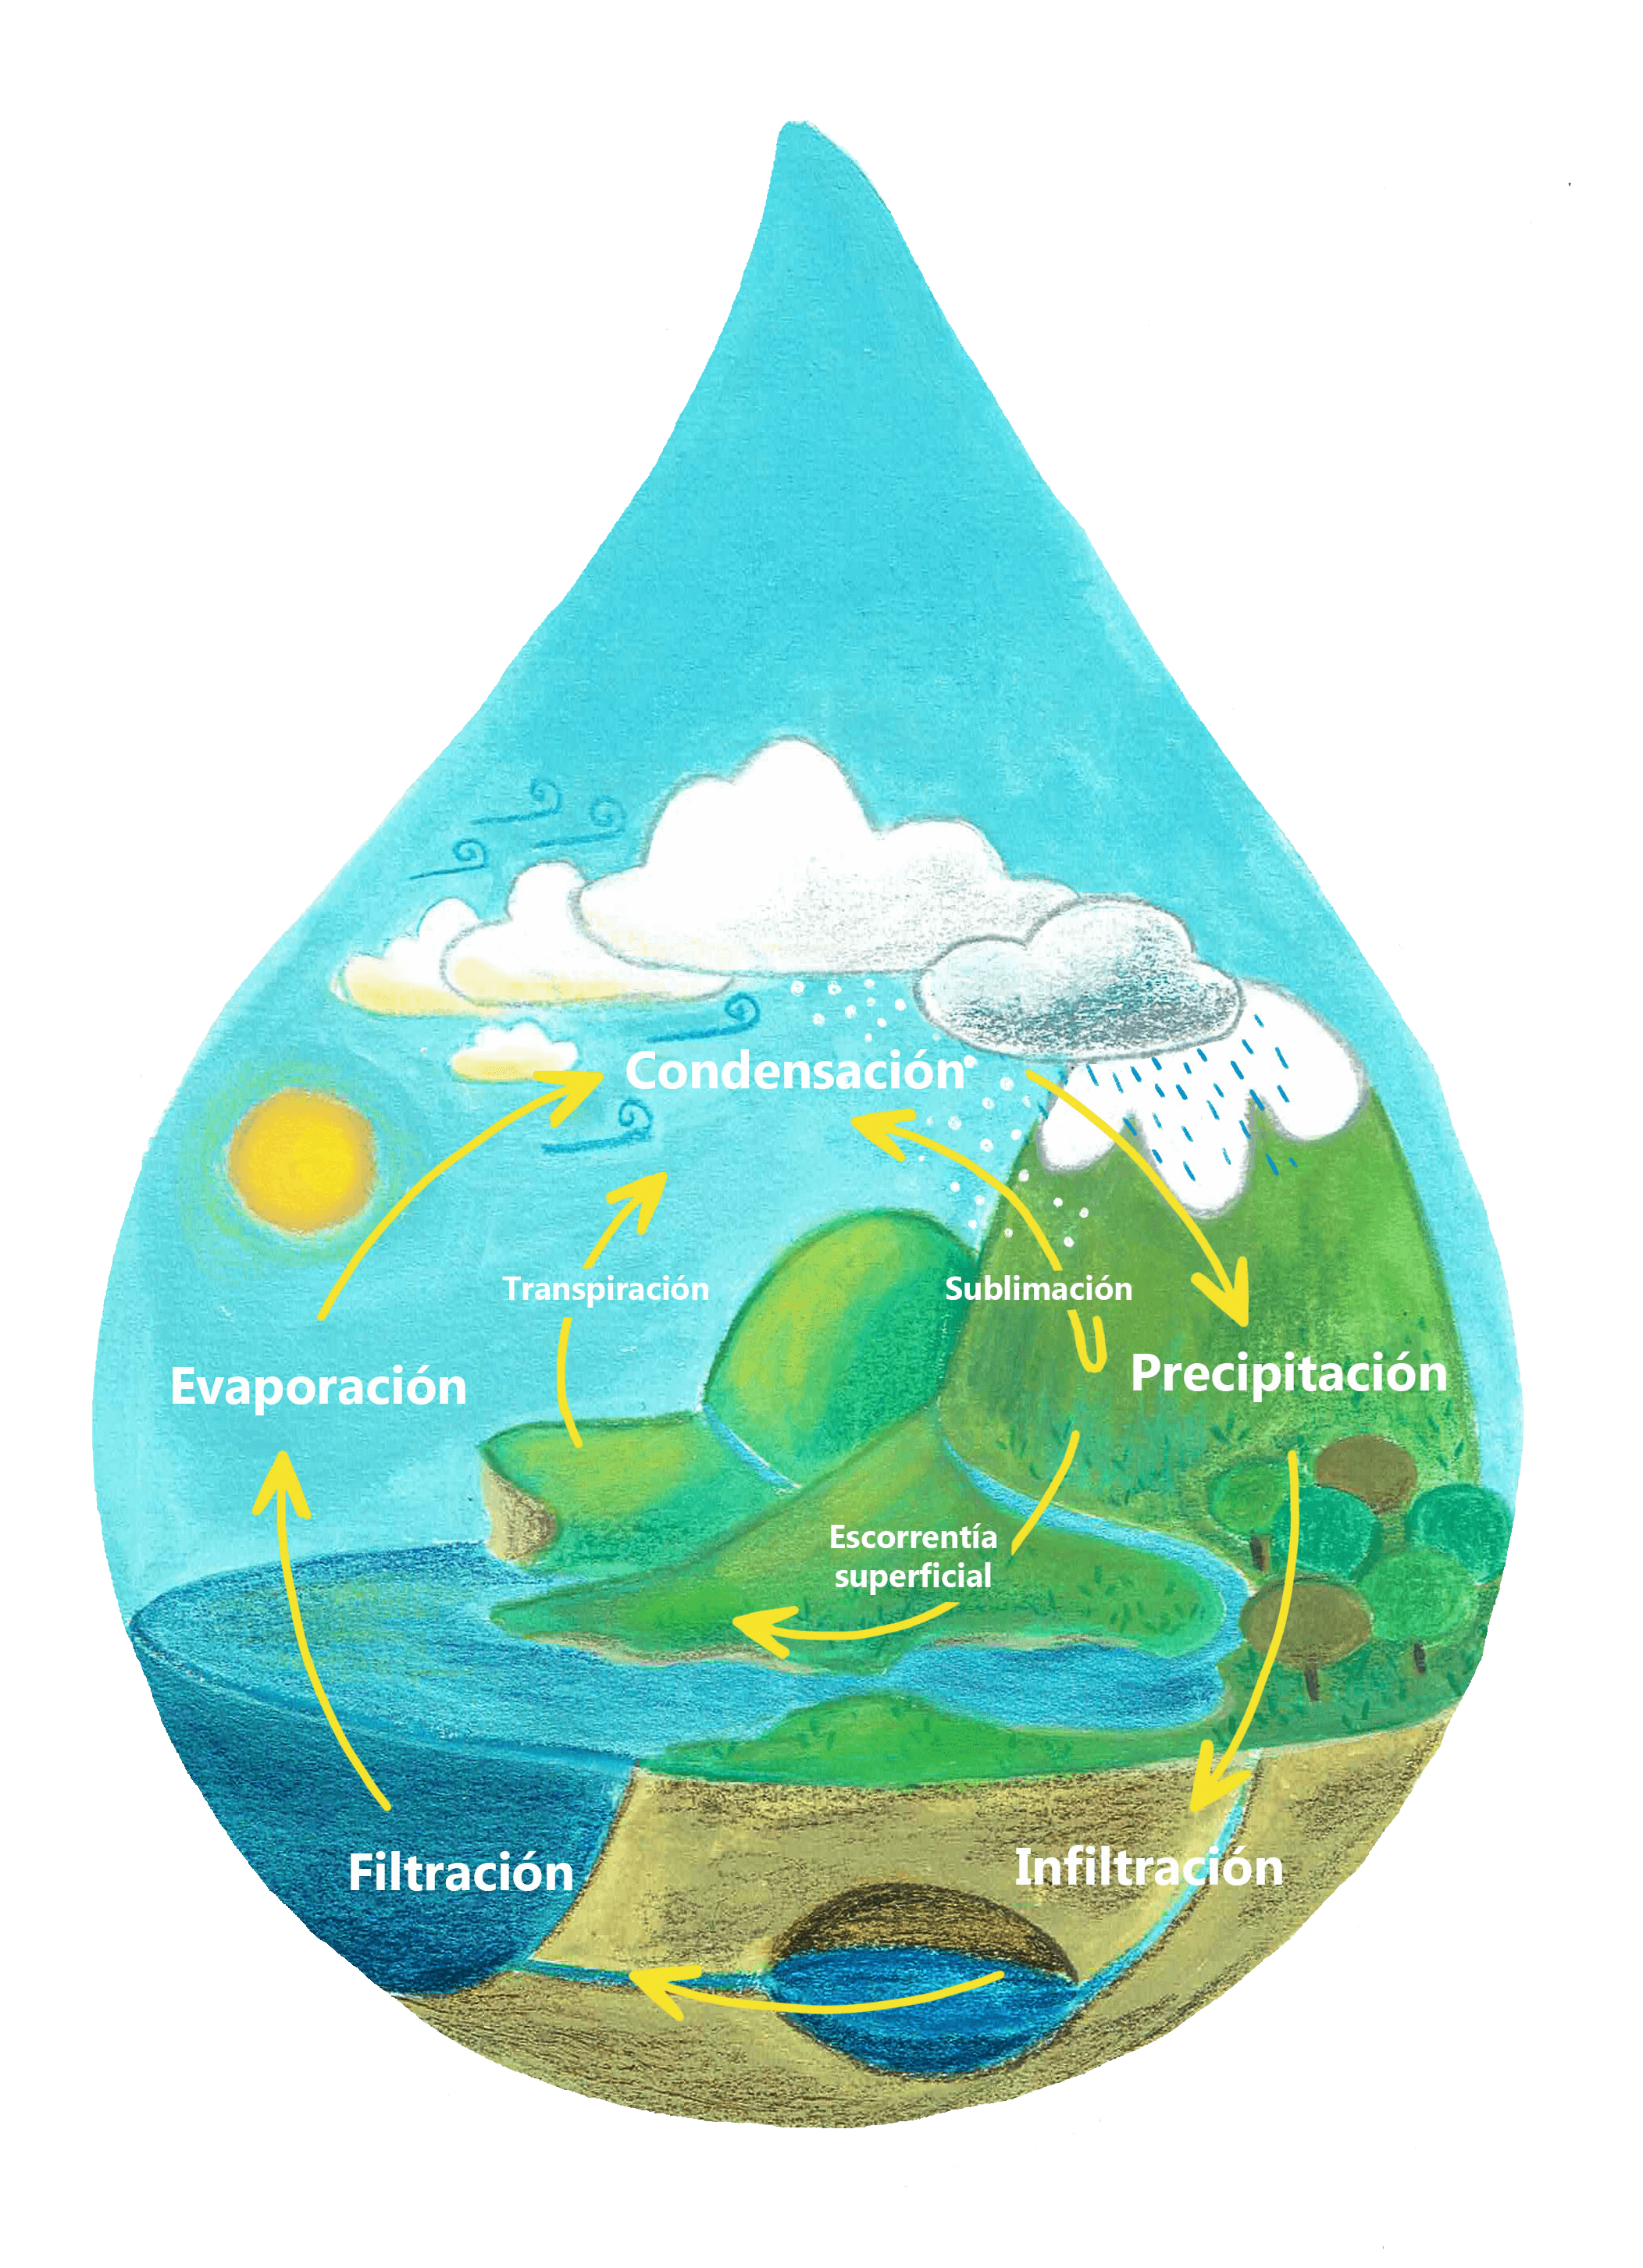 Condensación
Transpiración
Sublimación
Evaporación
Precipitación
Escorrentía
superficial
Filtración
Infiltración